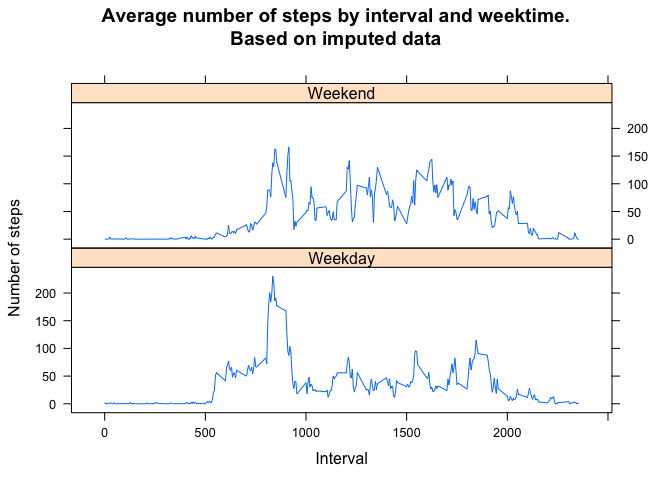 Average number of steps by interval and weektime.
Based on imputed data
Weekend
200
150
100
50
0
Weekday
200
150
100
50
0
Number of steps
0 500 1000 1500 2000
Interval